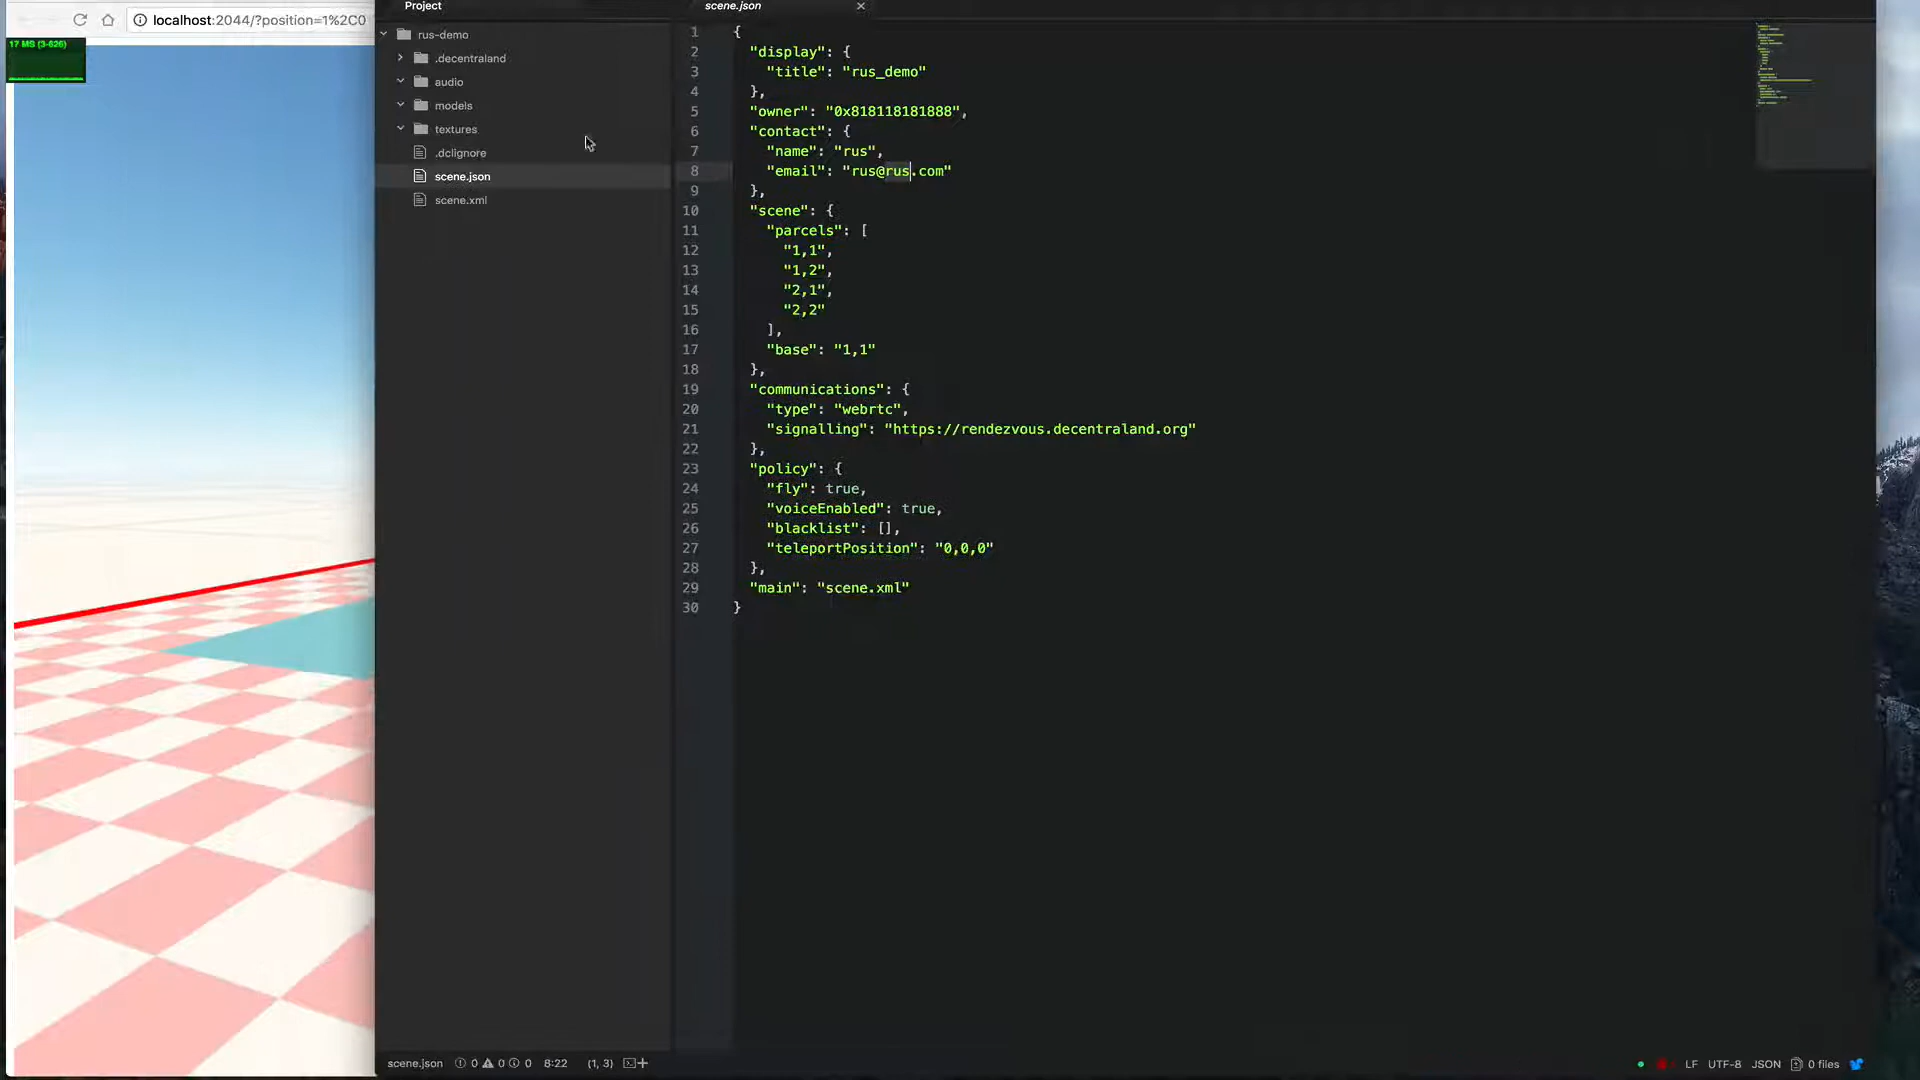 localhost:2044/?position=1%2C0
17 MS (3-626)
Project
rus-demo
.decentraland
audio
models
textures
.dclignore
scene.json
scene.xml
scene.json
1 {
2 "display": {
3 "title": "rus_demo"
4 },
5 "owner": "0x818118181888",
6 "contact": {
7 "name": "rus",
8 "email": "rus@rus.com"
9 },
10 "scene": {
11 "parcels": [
12 "1,1",
13 "1,2",
14 "2,1",
15 "2,2"
16 ],
17 "base": "1,1"
18 },
19 "communications": {
20 "type": "webrtc",
21 "signalling": "https://rendezvous.decentraland.org"
22 },
23 "policy": {
24 "fly": true,
25 "voiceEnabled": true,
26 "blacklist": [],
27 "teleportPosition": "0,0,0"
28 },
29 "main": "scene.xml"
30 }
scene.json 0 0 0 8:22 (1, 3)
LF UTF-8 JSON 0 files